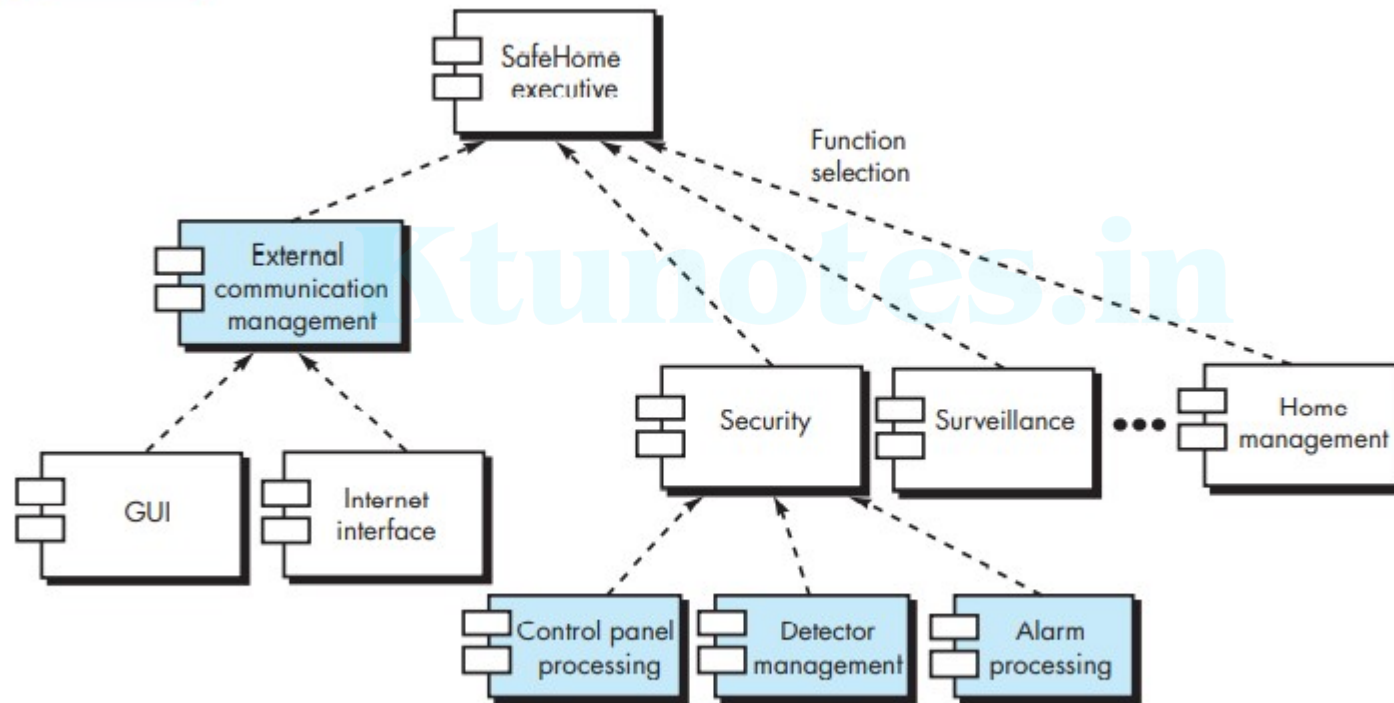 SafeHome
executive
Function
selection
External
communication
management
Ktunotes.in
Security
Surveillance
Home
management
GUI
Internet
interface
Control panel
processing
Detector
management
Alarm
processing